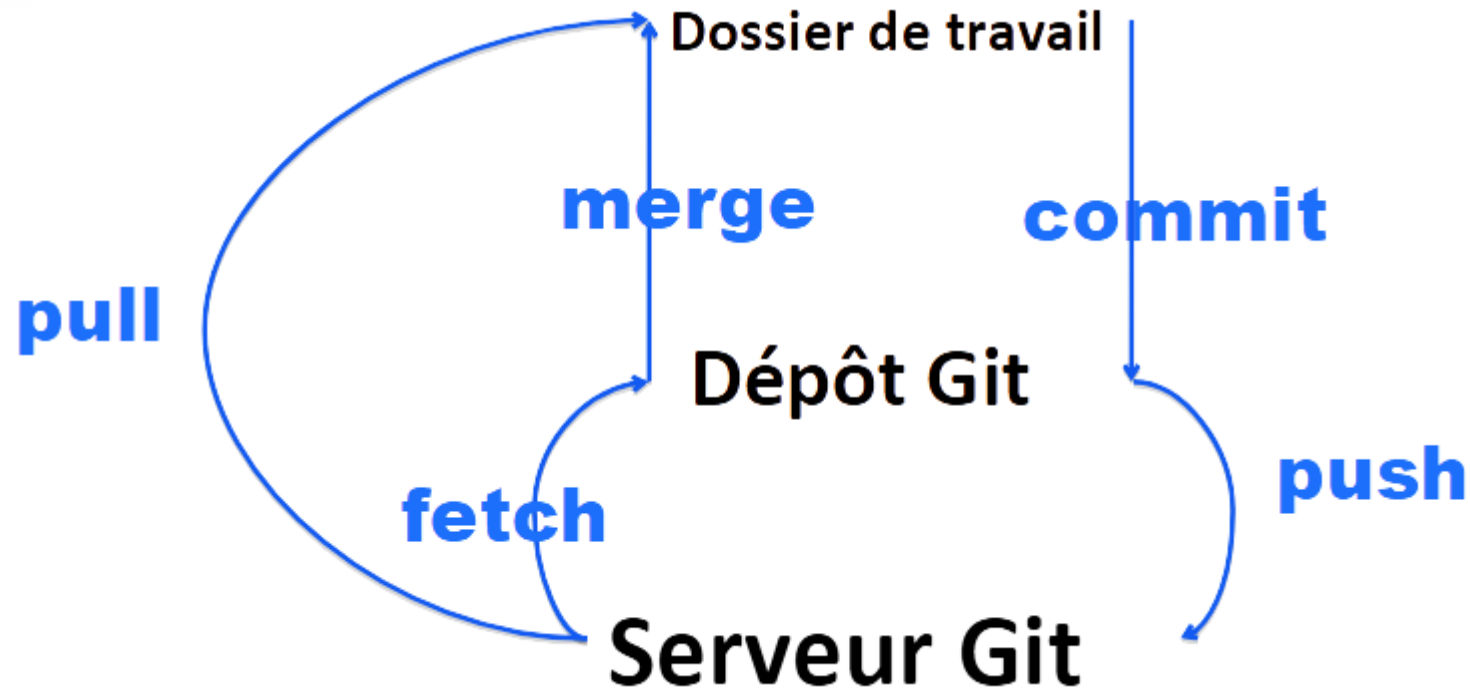 Dossier de travail
merge
commit
pull
Dépôt Git
push
fetch
Serveur Git